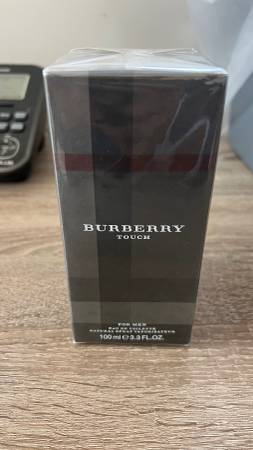 BURBERRY
TOUCH
FOR MEN
EAU DE TOILETTE
NATURAL SPRAY VAPORISATEUR
100 ml ℮ 3.3 FL.OZ.